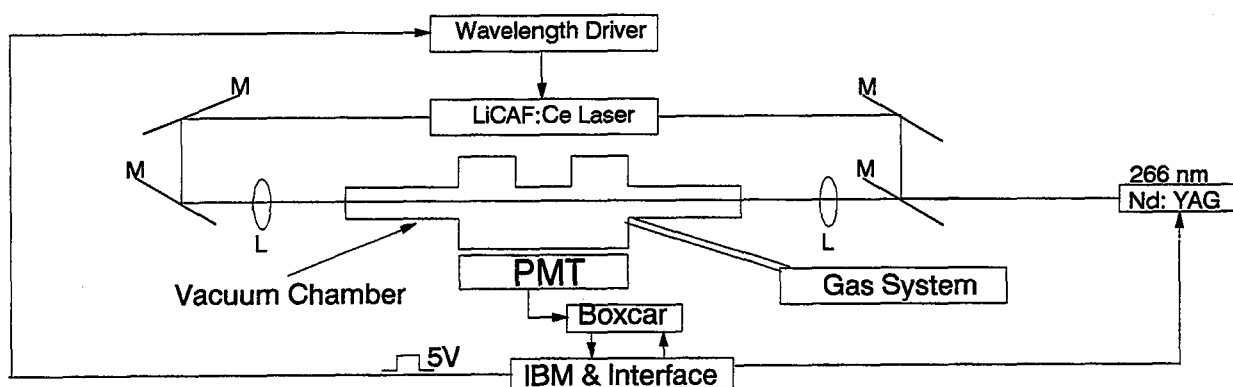 Wavelength Driver
M
M
LiCAF:Ce Laser
M
M
266 nm
Nd: YAG
L
L
Vacuum Chamber
PMT
Gas System
Boxcar
5V
IBM & Interface